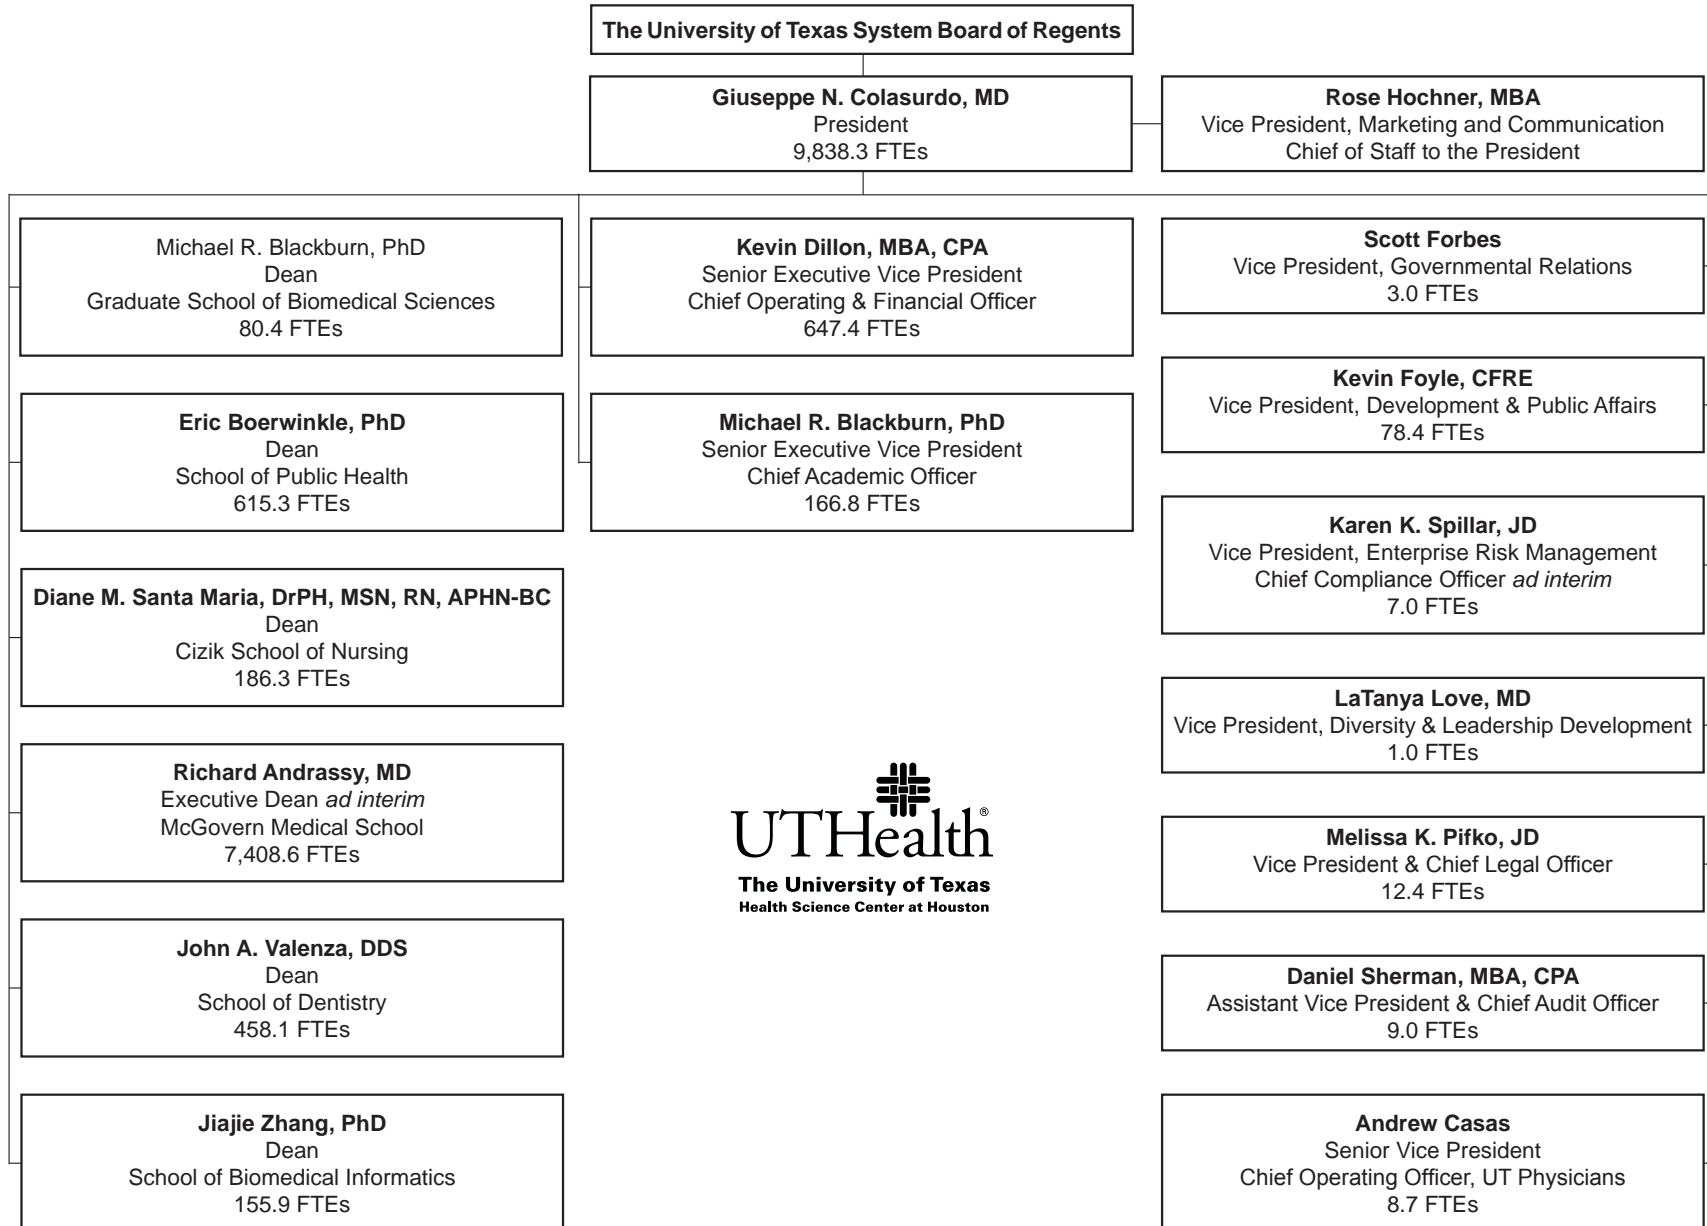 The University of Texas System Board of Regents
Giuseppe N. Colasurdo, MD
President
9,838.3 FTEs
Rose Hochner, MBA
Vice President, Marketing and Communication
Chief of Staff to the President
Michael R. Blackburn, PhD
Dean
Graduate School of Biomedical Sciences
80.4 FTEs
Eric Boerwinkle, PhD
Dean
School of Public Health
615.3 FTEs
Diane M. Santa Maria, DrPH, MSN, RN, APHN-BC
Dean
Cizik School of Nursing
186.3 FTEs
Richard Andrassy, MD
Executive Dean ad interim
McGovern Medical School
7,408.6 FTEs
John A. Valenza, DDS
Dean
School of Dentistry
458.1 FTEs
Jiajie Zhang, PhD
Dean
School of Biomedical Informatics
155.9 FTEs
Kevin Dillon, MBA, CPA
Senior Executive Vice President
Chief Operating & Financial Officer
647.4 FTEs
Michael R. Blackburn, PhD
Senior Executive Vice President
Chief Academic Officer
166.8 FTEs
UTHealth®
The University of Texas
Health Science Center at Houston
Scott Forbes
Vice President, Governmental Relations
3.0 FTEs
Kevin Foyle, CFRE
Vice President, Development & Public Affairs
78.4 FTEs
Karen K. Spillar, JD
Vice President, Enterprise Risk Management
Chief Compliance Officer ad interim
7.0 FTEs
LaTanya Love, MD
Vice President, Diversity & Leadership Development
1.0 FTEs
Melissa K. Pifko, JD
Vice President & Chief Legal Officer
12.4 FTEs
Daniel Sherman, MBA, CPA
Assistant Vice President & Chief Audit Officer
9.0 FTEs
Andrew Casas
Senior Vice President
Chief Operating Officer, UT Physicians
8.7 FTEs